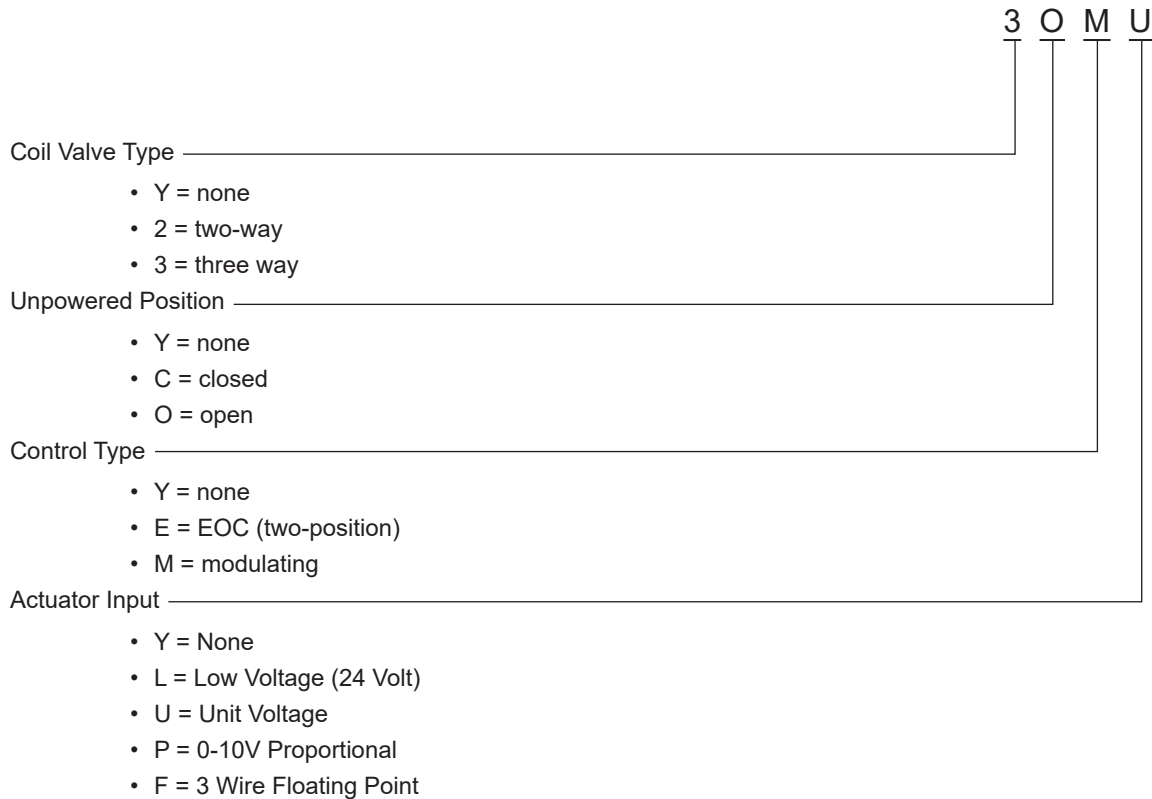 3 O M U
Coil Valve Type
• Y = none
• 2 = two-way
• 3 = three way
Unpowered Position
• Y = none
• C = closed
• O = open
Control Type
• Y = none
• E = EOC (two-position)
• M = modulating
Actuator Input
• Y = None
• L = Low Voltage (24 Volt)
• U = Unit Voltage
• P = 0-10V Proportional
• F = 3 Wire Floating Point